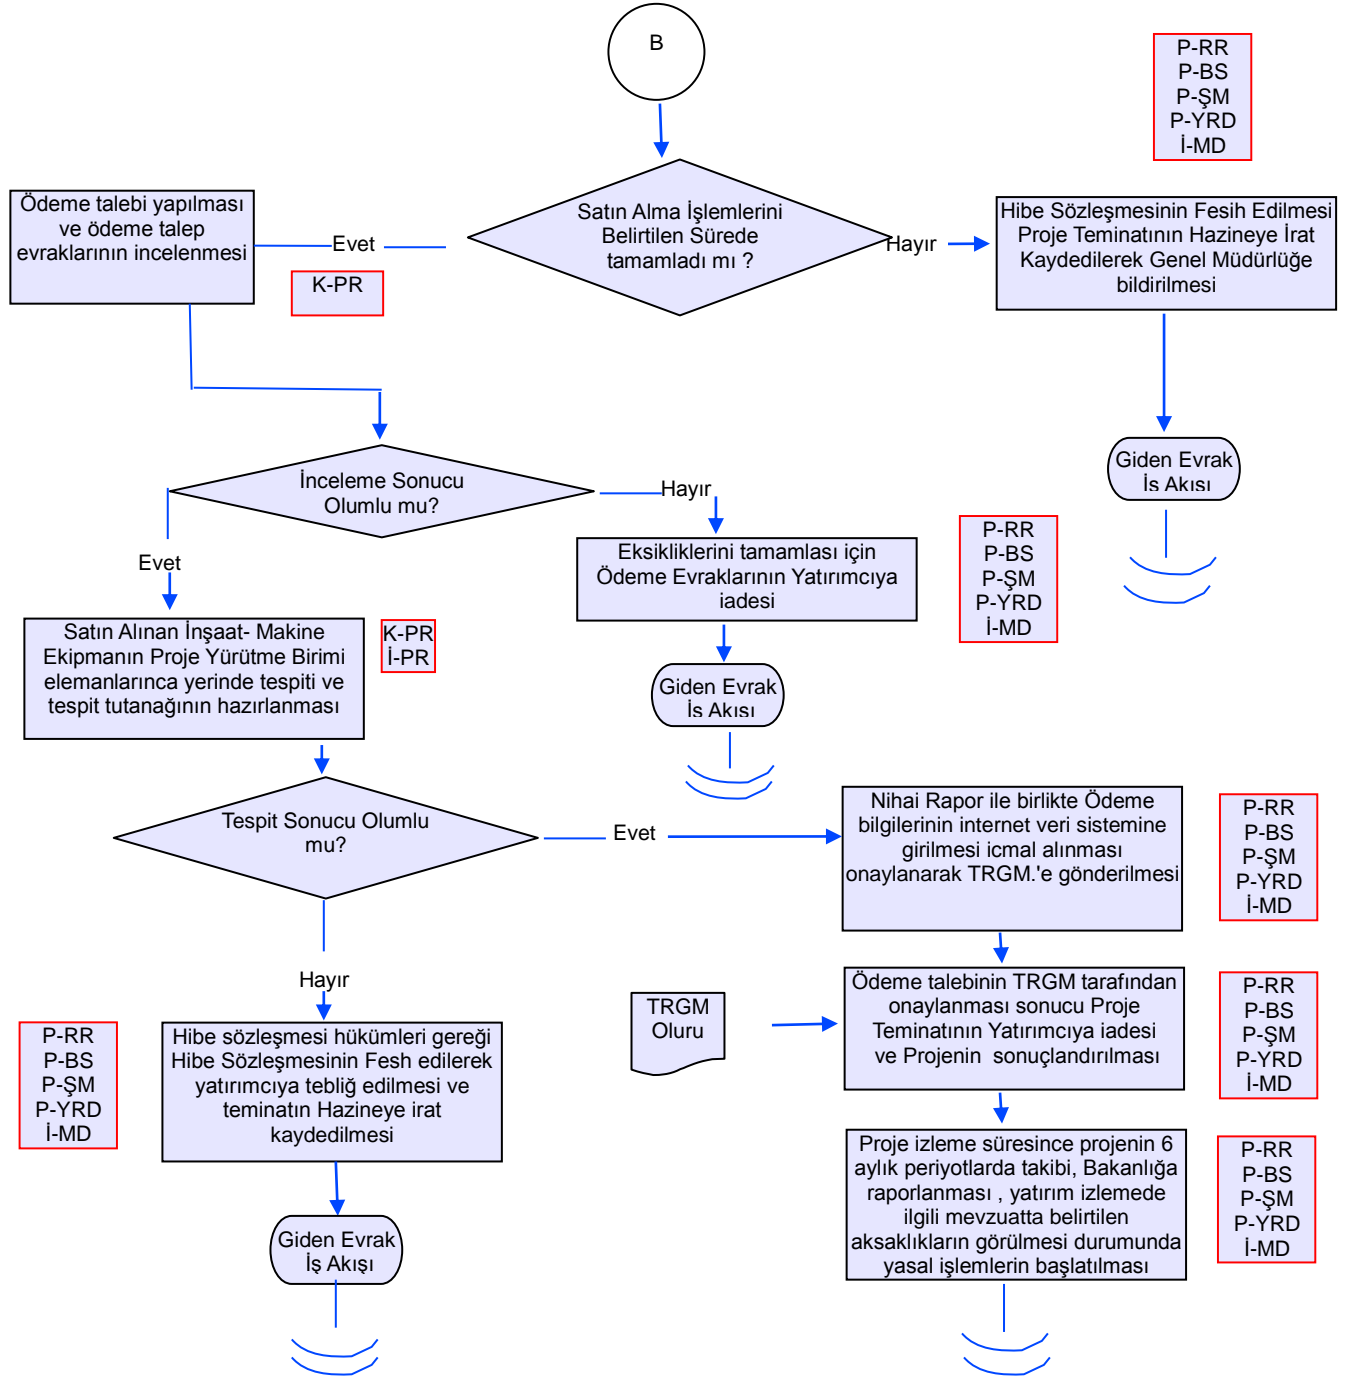 B
P-RR
P-BS
P-ŞM
P-YRD
İ-MD
Satın Alma İşlemlerini
Belirtilen Sürede
tamamladı mı ?
Ödeme talebi yapılması
ve ödeme talep
evraklarının incelenmesi
Evet
K-PR
Hayır
Hibe Sözleşmesinin Fesih Edilmesi
Proje Teminatının Hazineye İrat
Kaydedilerek Genel Müdürlüğe
bildirilmesi
Giden Evrak
İs Akısı
İnceleme Sonucu
Olumlu mu?
Hayır
Evet
Eksikliklerini tamamlası için
Ödeme Evraklarının Yatırımcıya
iadesi
P-RR
P-BS
P-ŞM
P-YRD
İ-MD
Giden Evrak
İs Akısı
Satın Alınan İnşaat- Makine
Ekipmanın Proje Yürütme Birimi
elemanlarınca yerinde tespiti ve
tespit tutanağının hazırlanması
K-PR
İ-PR
Tespit Sonucu Olumlu
mu?
Evet
Nihai Rapor ile birlikte Ödeme
bilgilerinin internet veri sistemine
girilmesi icmal alınması
onaylanarak TRGM.'e gönderilmesi
P-RR
P-BS
P-ŞM
P-YRD
İ-MD
Hayır
TRGM
Oluru
Ödeme talebinin TRGM tarafından
onaylanması sonucu Proje
Teminatının Yatırımcıya iadesi
ve Projenin sonuçlandırılması
P-RR
P-BS
P-ŞM
P-YRD
İ-MD
P-RR
P-BS
P-ŞM
P-YRD
İ-MD
Hibe sözleşmesi hükümleri gereği
Hibe Sözleşmesinin Fesh edilerek
yatırımcıya tebliğ edilmesi ve
teminatın Hazineye irat
kaydedilmesi
Giden Evrak
İş Akışı
Proje izleme süresince projenin 6
aylık periyotlarda takibi, Bakanlığa
raporlanması , yatırım izlemede
ilgili mevzuatta belirtilen
aksaklıkların görülmesi durumunda
yasal işlemlerin başlatılması
P-RR
P-BS
P-ŞM
P-YRD
İ-MD